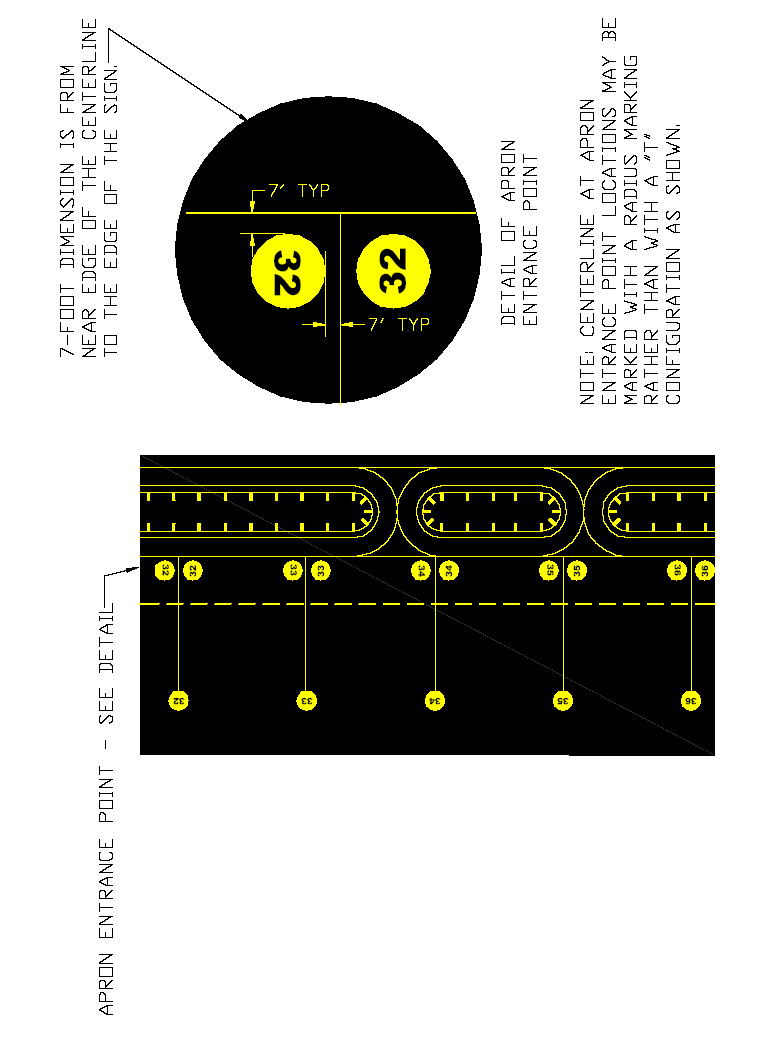 7-FOOT DIMENSION IS FROM
NEAR EDGE OF THE CENTERLINE
TO THE EDGE OF THE SIGN.
7' TYP
32
32
7' TYP
DETAIL OF APRON
ENTRANCE POINT
NOTE: CENTERLINE AT APRON
ENTRANCE POINT LOCATIONS MAY BE
MARKED WITH A RADIUS MARKING
RATHER THAN WITH A "T"
CONFIGURATION AS SHOWN.
APRON ENTRANCE POINT - SEE DETAIL
32
32
33
33
34
34
35
35
36
36
32
33
34
35
36